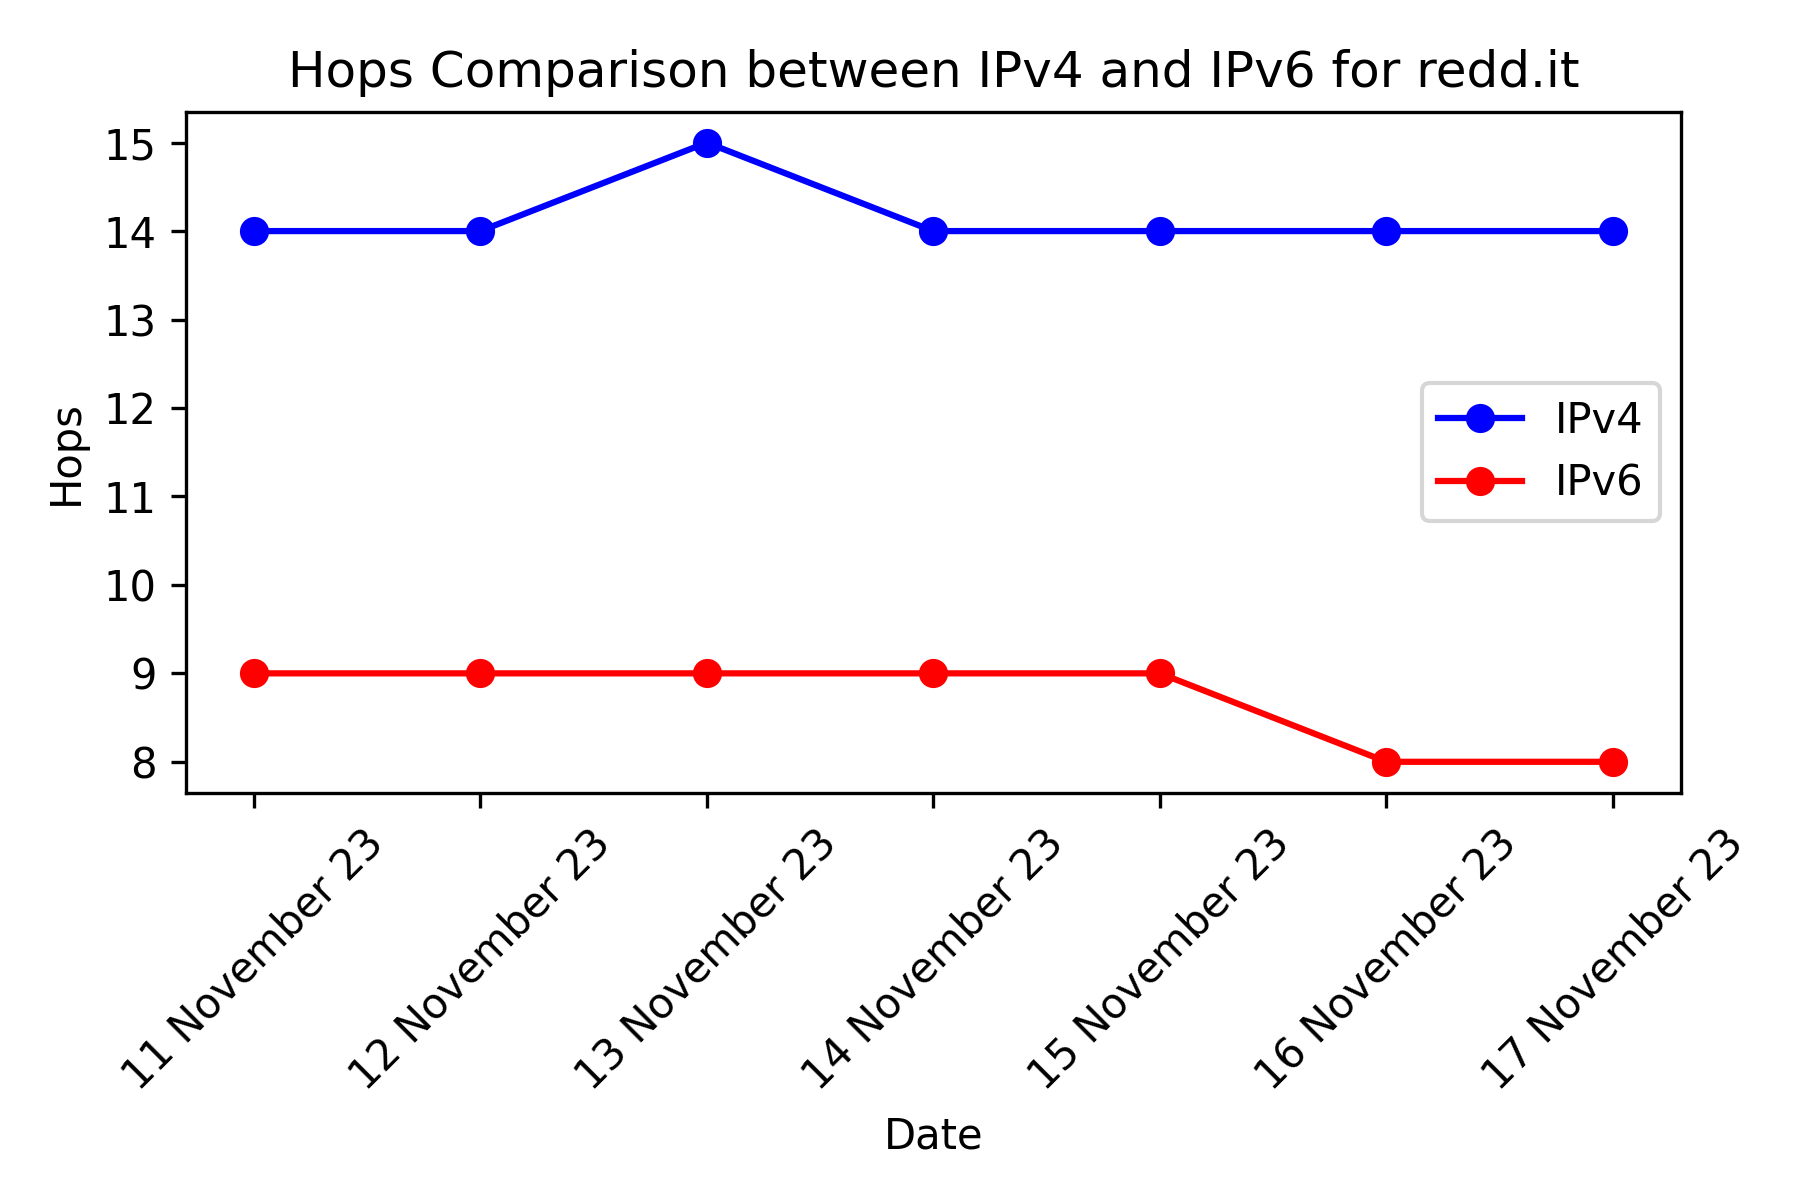 Hops Comparison between IPv4 and IPv6 for redd.it
Hops
15
14
13
12
11
10
9
8
IPv4
IPv6
11 November 23
12 November 23
13 November 23
14 November 23
15 November 23
16 November 23
17 November 23
Date